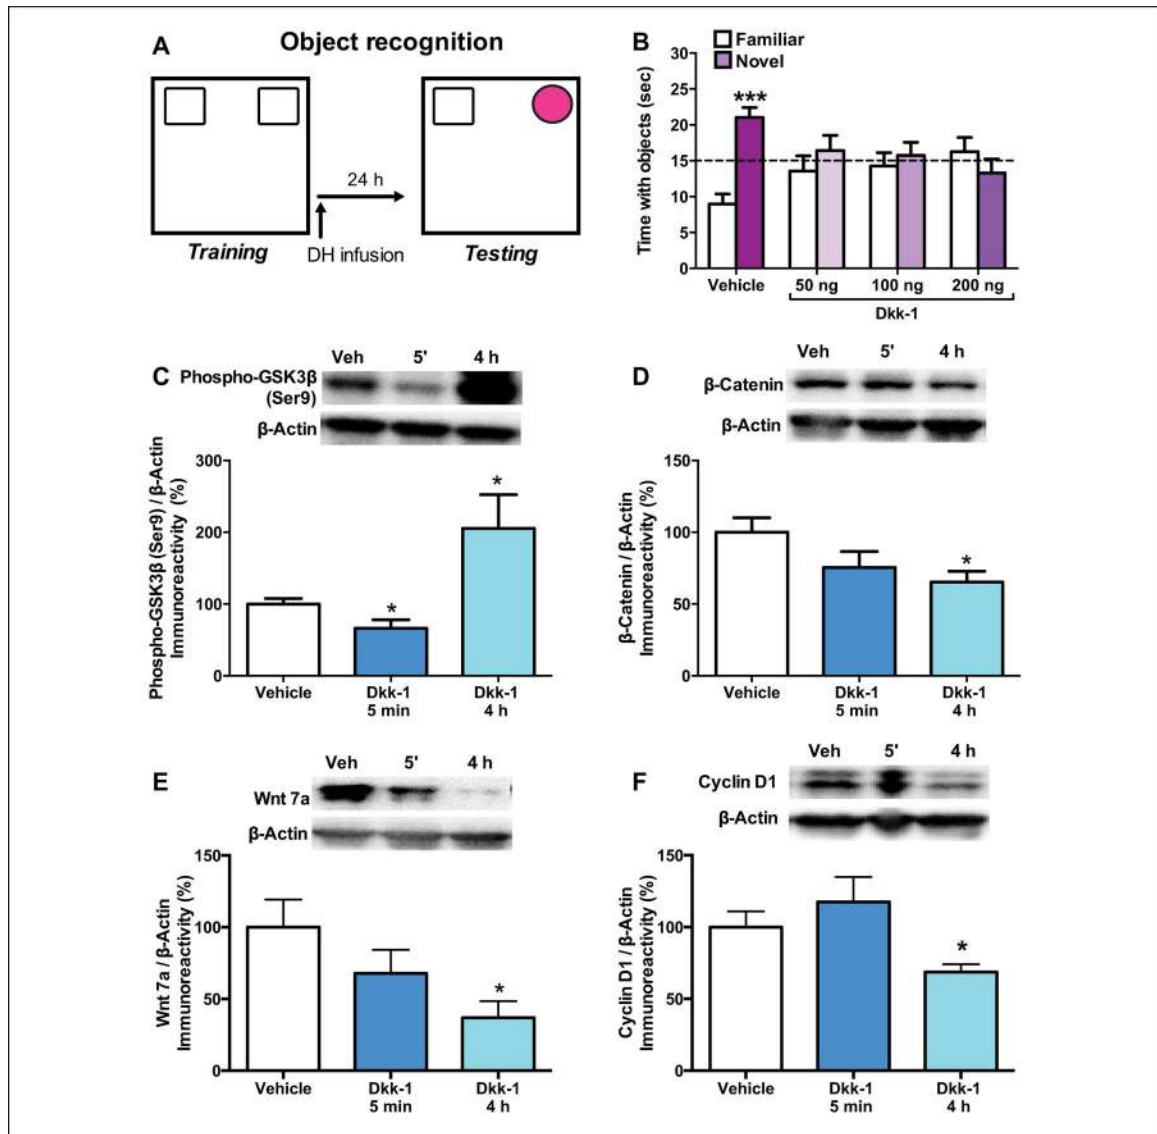 A
Object recognition
24 h
Training
DH infusion
Testing
B
Familiar
Novel
Time with objects (sec)
30
25
20
15
10
5
0
***
Vehicle
50 ng
100 ng
200 ng
Dkk-1
C
Veh 5' 4 h
Phospho-GSK3β
(Ser9)
β-Actin
Phospho-GSK3β (Ser9) / β-Actin
Immunoreactivity (%)
300
200
100
0
*
*
Vehicle
Dkk-1
5 min
Dkk-1
4 h
D
Veh 5' 4 h
β-Catenin
β-Actin
β-Catenin / β-Actin
Immunoreactivity (%)
150
100
50
0
*
Vehicle
Dkk-1
5 min
Dkk-1
4 h
E
Veh 5' 4 h
Wnt 7a
β-Actin
Wnt 7a / β-Actin
Immunoreactivity (%)
150
100
50
0
*
Vehicle
Dkk-1
5 min
Dkk-1
4 h
F
Veh 5' 4 h
Cyclin D1
β-Actin
Cyclin D1 / β-Actin
Immunoreactivity (%)
150
100
50
0
*
Vehicle
Dkk-1
5 min
Dkk-1
4 h